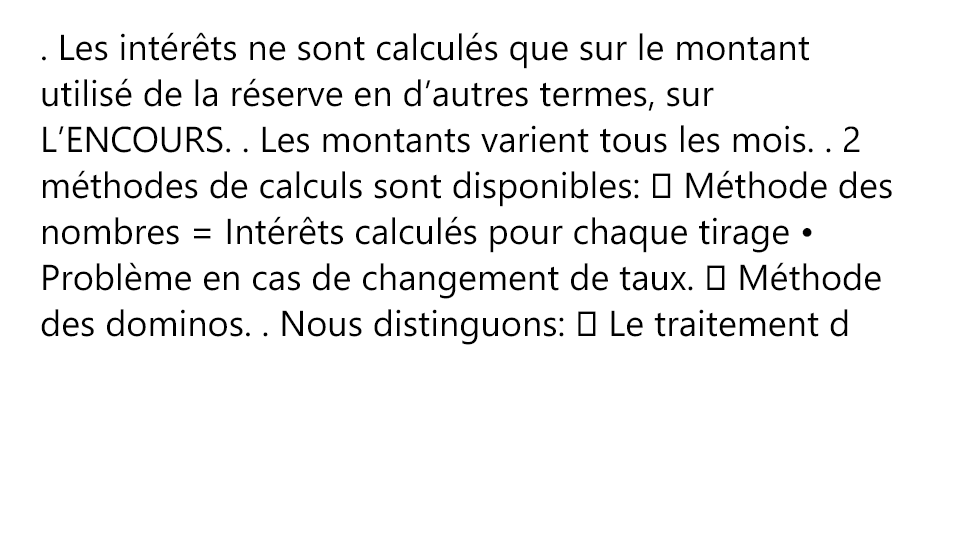 . Les intérêts ne sont calculés que sur le montant
utilisé de la réserve en d’autres termes, sur
L’ENCOURS. . Les montants varient tous les mois. . 2
méthodes de calculs sont disponibles: □ Méthode des
nombres = Intérêts calculés pour chaque tirage •
Problème en cas de changement de taux. □ Méthode
des dominos. . Nous distinguons: □ Le traitement d